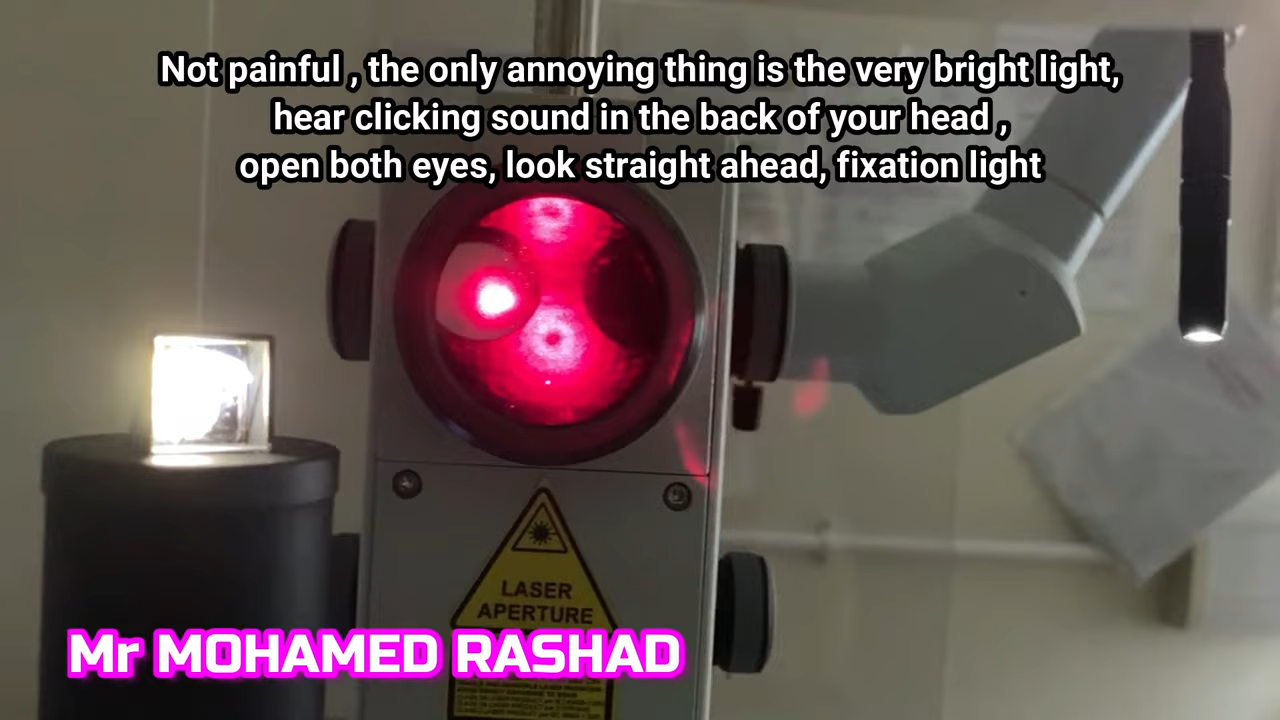 Not painful , the only annoying thing is the very bright light,
hear clicking sound in the back of your head ,
open both eyes, look straight ahead, fixation light
LASER
APERTURE
Mr MOHAMED RASHAD